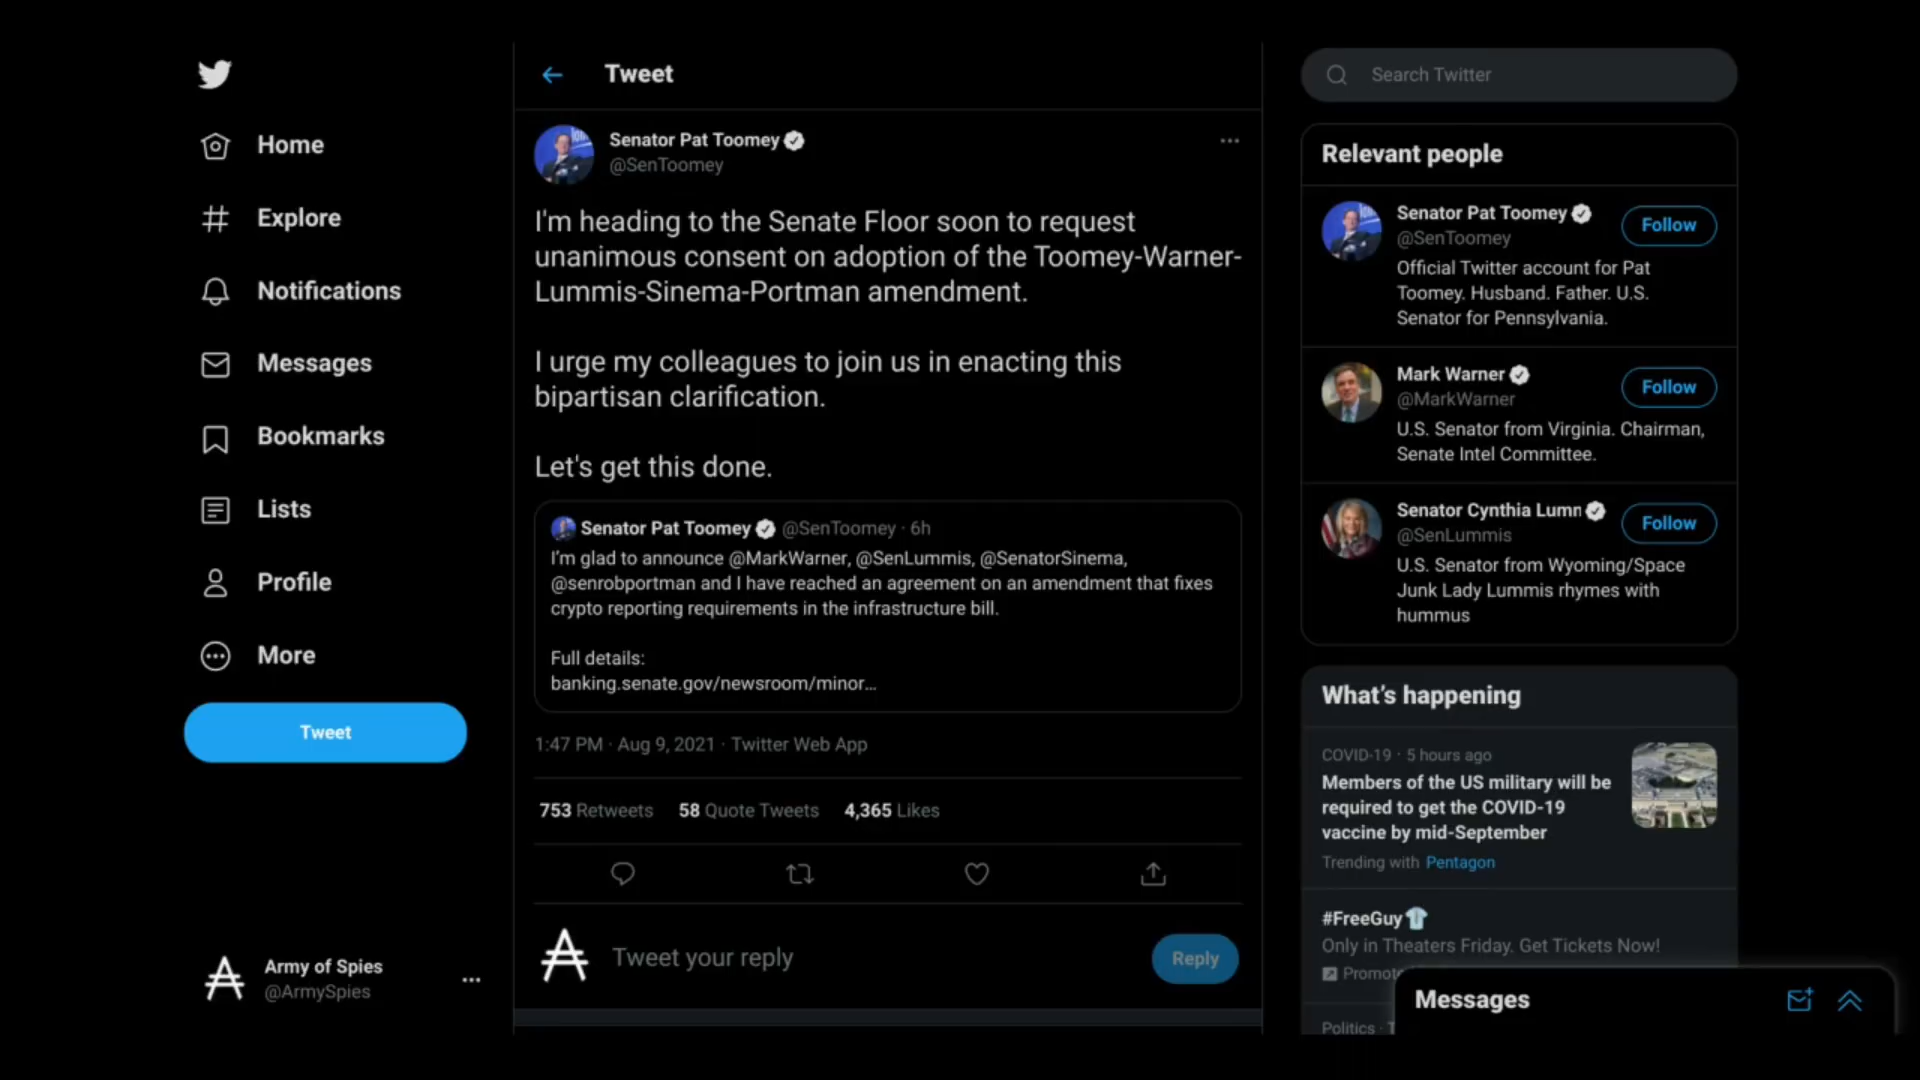 Home
Explore
Notifications
Messages
Bookmarks
Lists
Profile
More
Tweet
Army of Spies
@ArmySpies
Tweet
Senator Pat Toomey
@SenToomey
I'm heading to the Senate Floor soon to request
unanimous consent on adoption of the Toomey-Warner-
Lummis-Sinema-Portman amendment.
I urge my colleagues to join us in enacting this
bipartisan clarification.
Let's get this done.
Senator Pat Toomey @SenToomey · 6h
I'm glad to announce @MarkWarner, @SenLummis, @SenatorSinema,
@senrobportman and I have reached an agreement on an amendment that fixes
crypto reporting requirements in the infrastructure bill.
Full details:
banking.senate.gov/newsroom/minor...
1:47 PM · Aug 9, 2021 · Twitter Web App
753 Retweets 58 Quote Tweets 4,365 Likes
Tweet your reply
Reply
Search Twitter
Relevant people
Senator Pat Toomey
@SenToomey
Follow
Official Twitter account for Pat
Toomey. Husband. Father. U.S.
Senator for Pennsylvania.
Mark Warner
@MarkWarner
Follow
U.S. Senator from Virginia. Chairman,
Senate Intel Committee.
Senator Cynthia Lumm
@SenLummis
Follow
U.S. Senator from Wyoming/Space
Junk Lady Lummis rhymes with
hummus
What's happening
COVID-19 · 5 hours ago
Members of the US military will be
required to get the COVID-19
vaccine by mid-September
Trending with Pentagon
#FreeGuy
Only in Theaters Friday. Get Tickets Now!
Promote
Politics · T
Messages